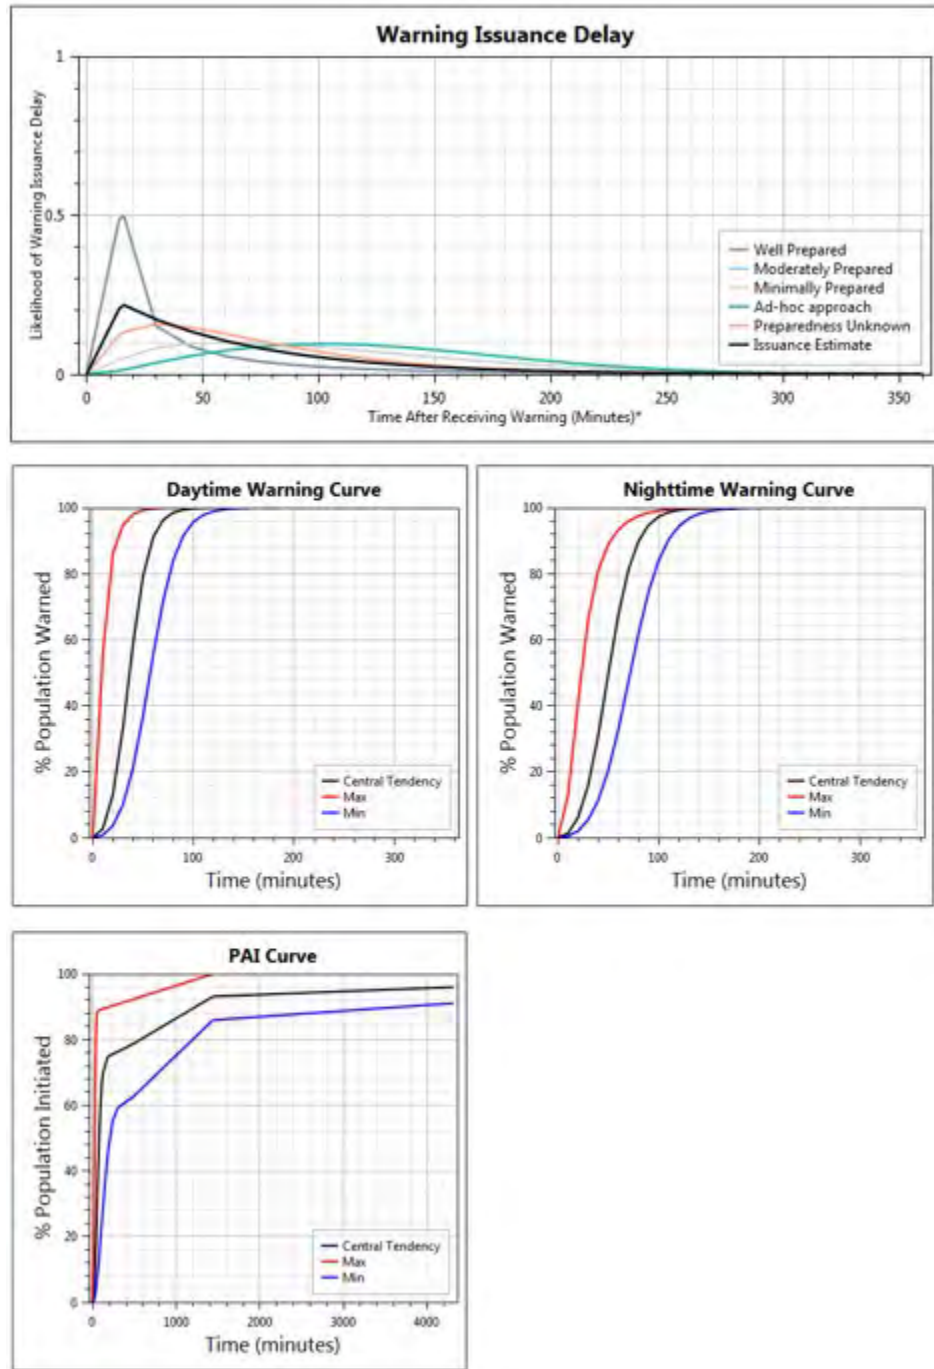 Warning Issuance Delay
Likelihood of Warning Issuance Delay
1
0.5
0
Well Prepared
Moderately Prepared
Minimally Prepared
Ad-hoc approach
Preparedness Unknown
Issuance Estimate
0 50 100 150 200 250 300 350
Time After Receiving Warning (Minutes)*
Daytime Warning Curve
% Population Warned
100
80
60
40
20
0
Central Tendency
Max
Min
0 200 300
Time (minutes)
Nighttime Warning Curve
% Population Warned
100
80
60
40
20
0
Central Tendency
Max
Min
0 100 200 300
Time (minutes)
PAI Curve
% Population Initiated
100
80
60
40
20
0
Central Tendency
Max
Min
0 1000 2000 3000 4000
Time (minutes)